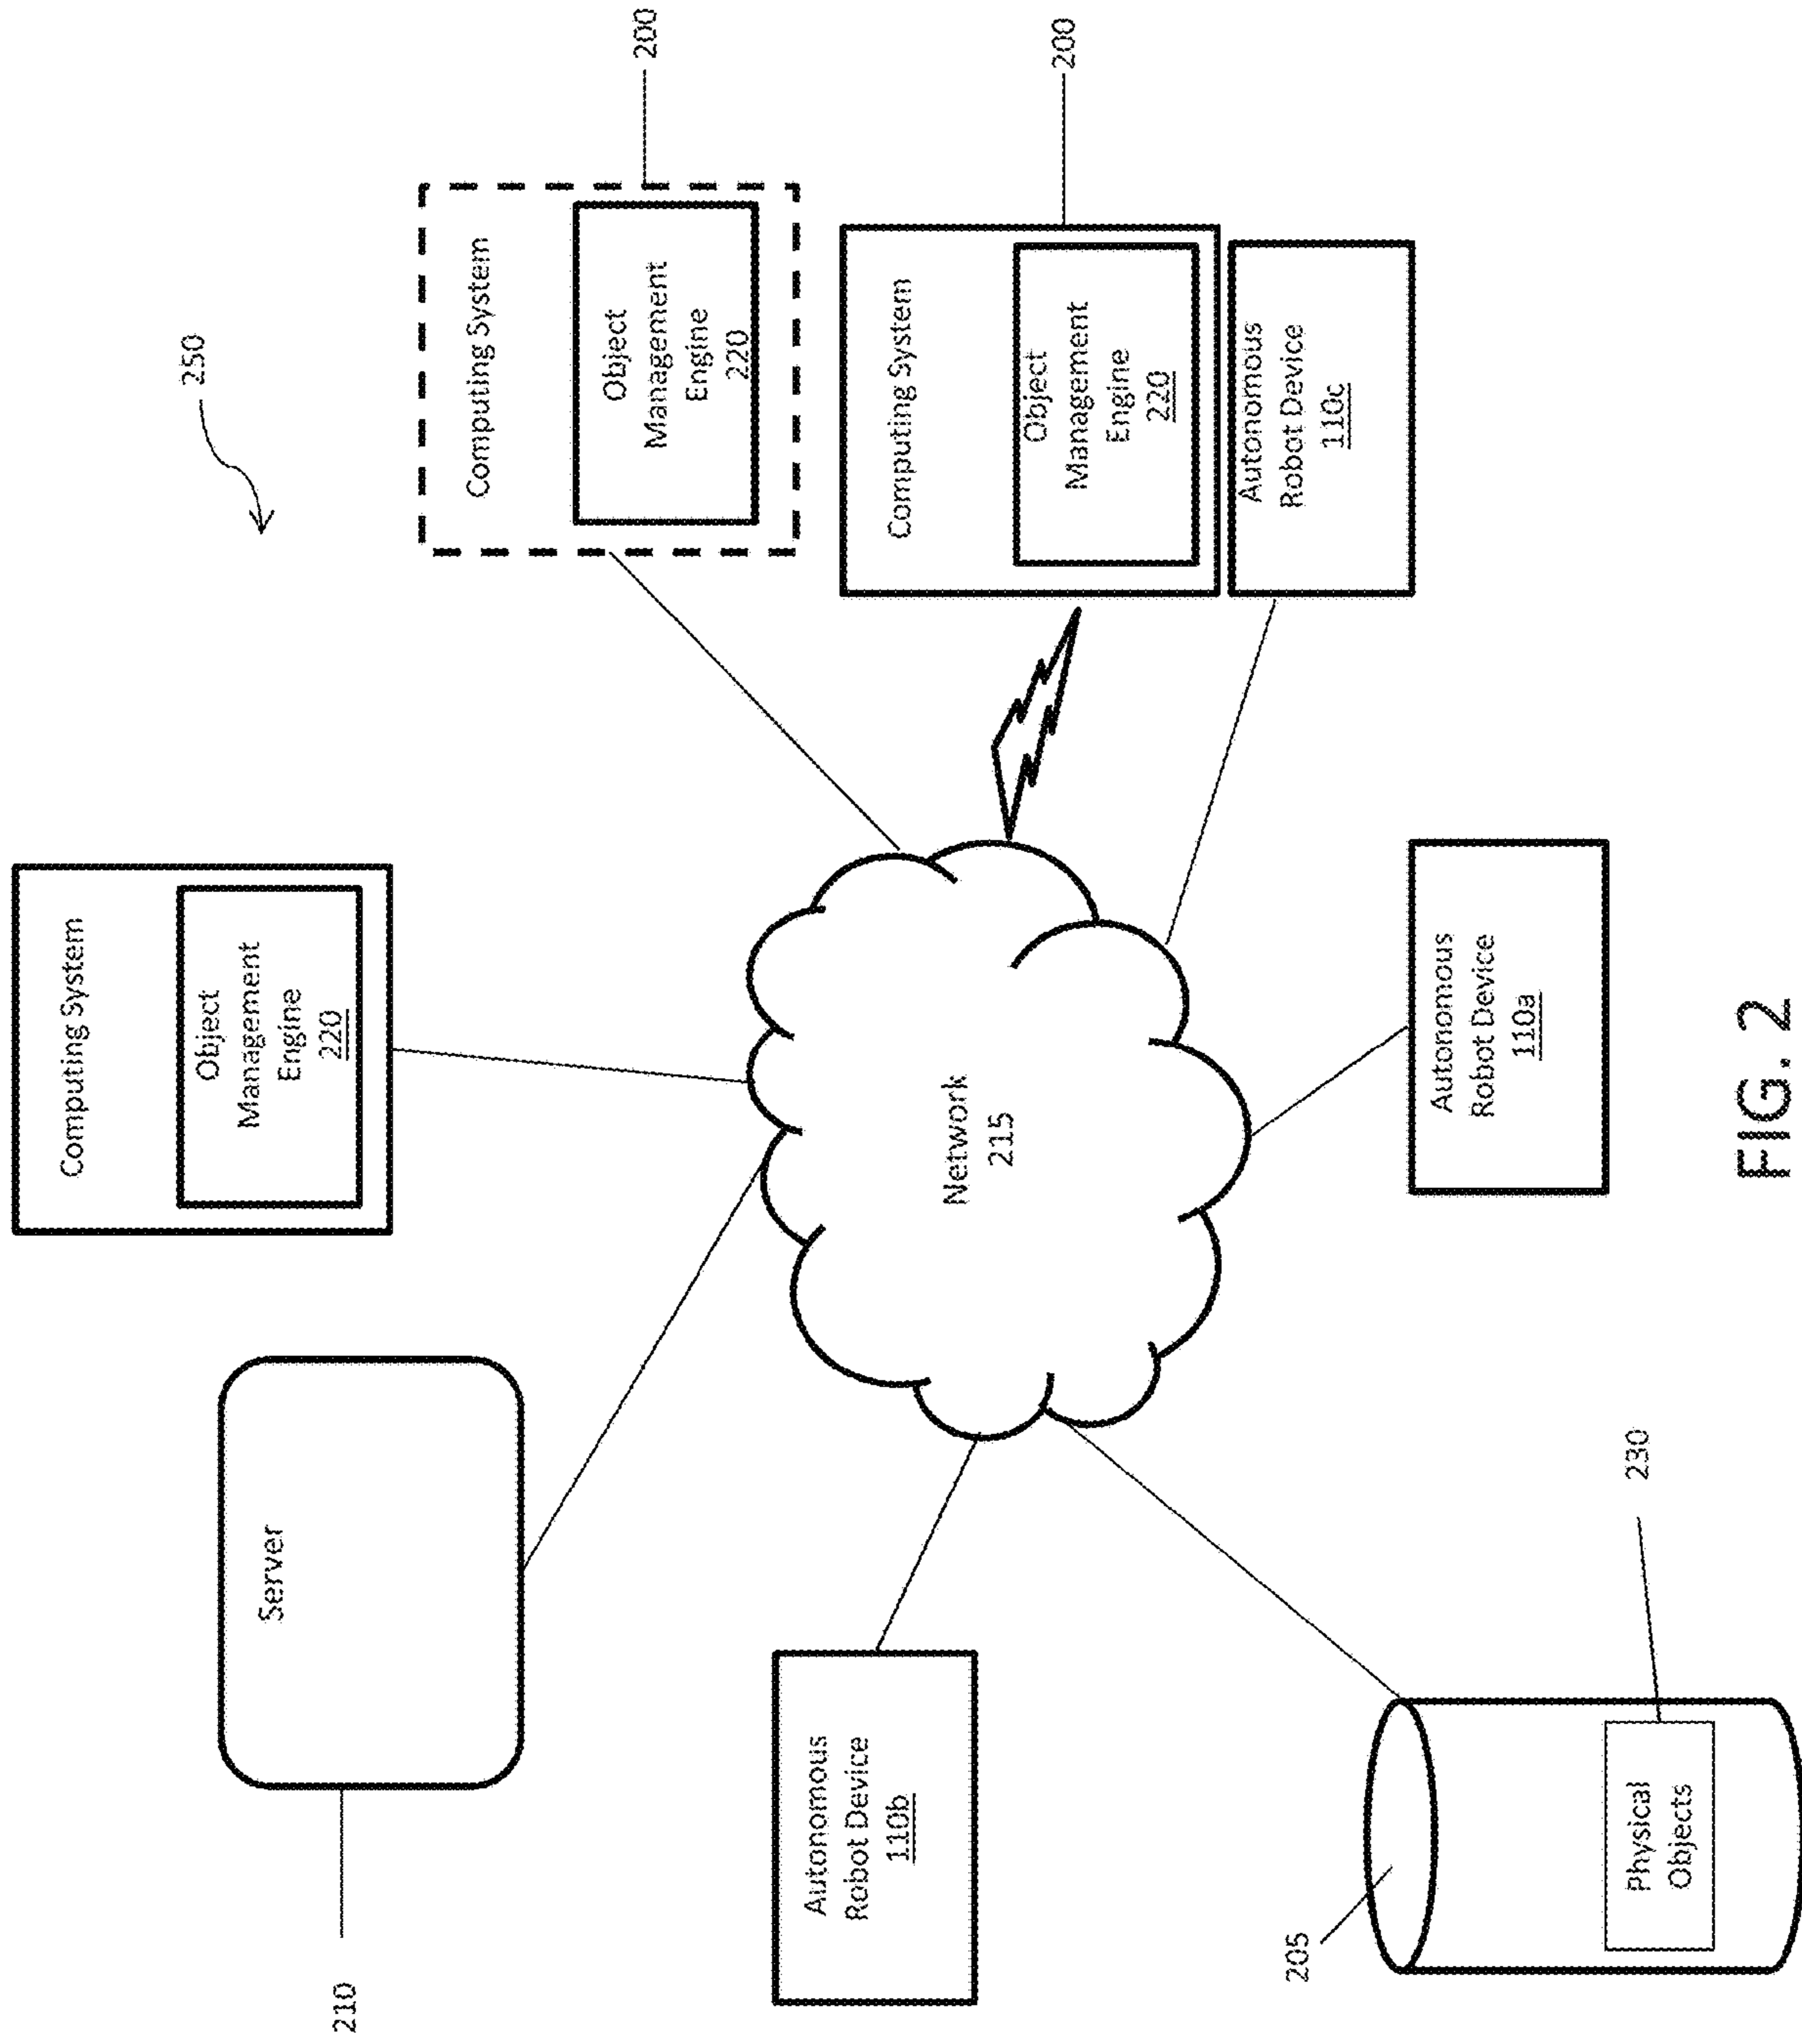 250
210
Server
Computing System
Object
Management
Engine
220
Computing System
Object
Management
Engine
220
200
Autonomous
Robot Device
110b
Network
215
Computing System
Object
Management
Engine
220
200
Autonomous
Robot Device
110c
205
Physical
Objects
230
Autonomous
Robot Device
110a
FIG. 2